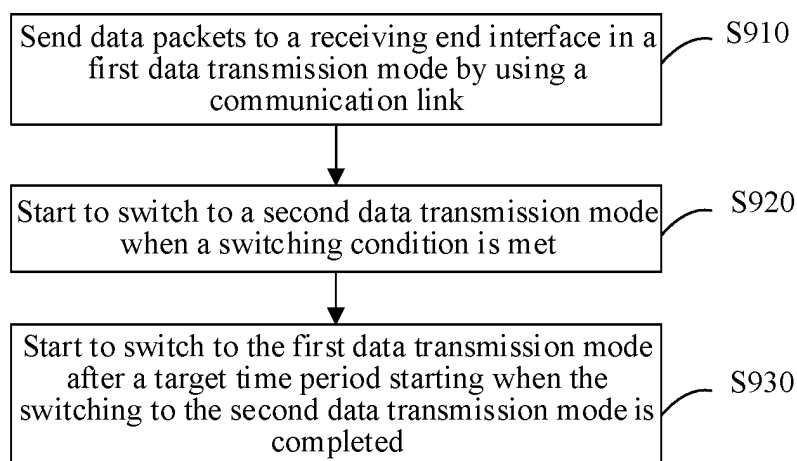 Send data packets to a receiving end interface in a
first data transmission mode by using a
communication link
S910
Start to switch to a second data transmission mode
when a switching condition is met
S920
Start to switch to the first data transmission mode
after a target time period starting when the
switching to the second data transmission mode is
completed
S930